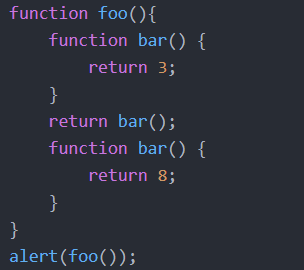 function foo(){
    function bar() {
        return 3;
    }
    return bar();
    function bar() {
        return 8;
    }
}
alert(foo());